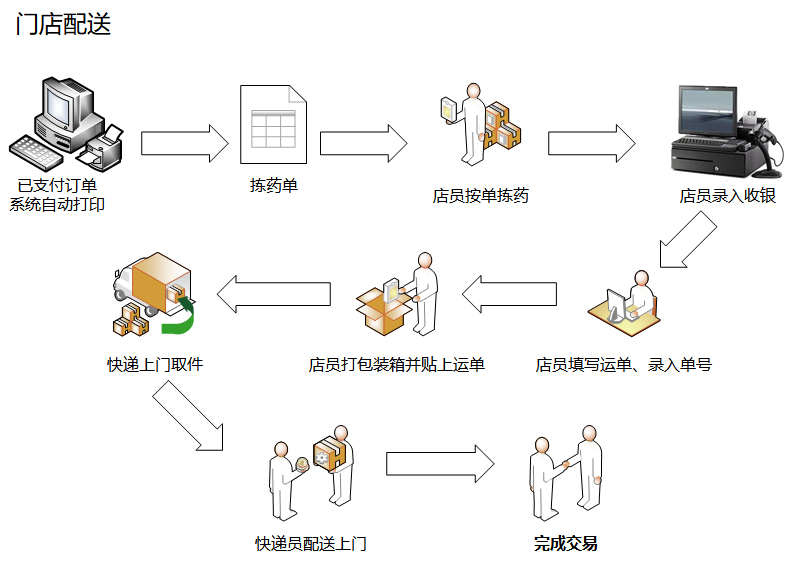 门店配送
已支付订单
系统自动打印
拣药单
店员按单拣药
店员录入收银
快递上门取件
店员打包装箱并贴上运单
店员填写运单、录入单号
快递员配送上门
完成交易